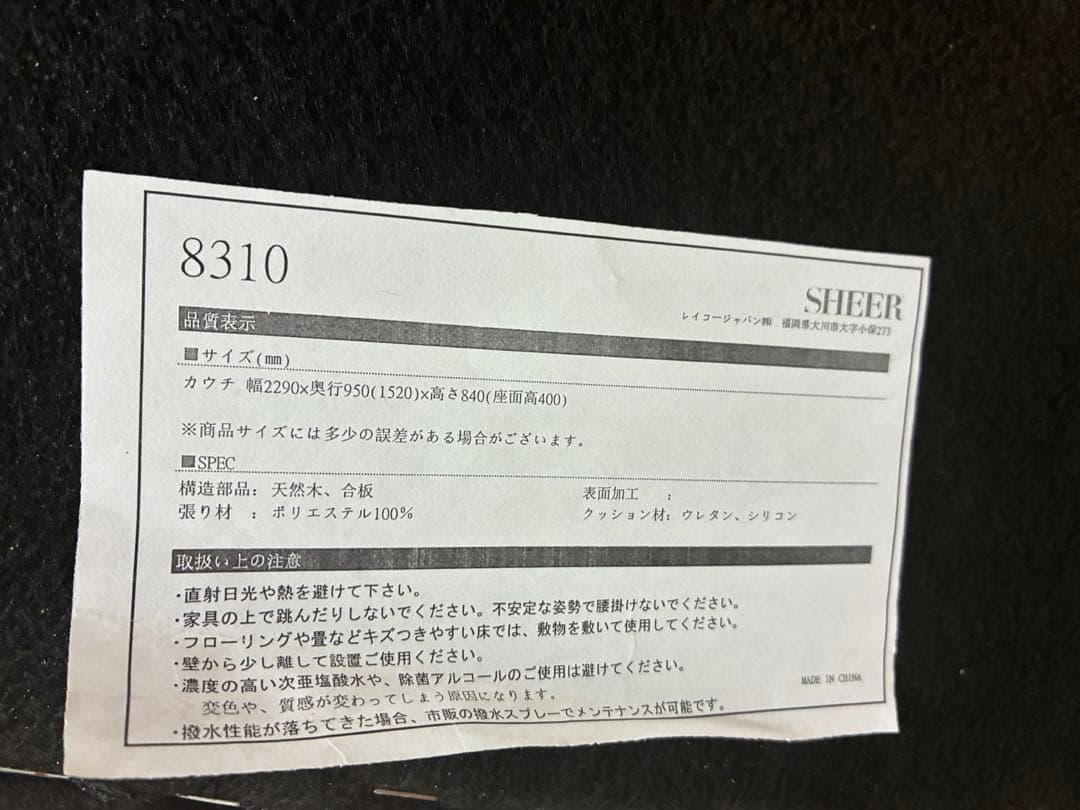 8310
SHEER
レイコージャパン㈱ 福岡県大川市大字小保273
品質表示
■サイズ(㎜)
カウチ 幅2290×奥行950(1520)×高さ840(座面高400)
※商品サイズには多少の誤差がある場合がございます。
■SPEC
構造部品: 天然木、合板 表面加工 :
張り材 : ポリエステル100% クッション材: ウレタン、シリコン
取扱い上の注意
・直射日光や熱を避けて下さい。
・家具の上で跳んだりしないでください。不安定な姿勢で腰掛けないでください。
・フローリングや畳などキズつきやすい床では、敷物を敷いて使用してください。
・壁から少し離して設置ご使用ください。
・濃度の高い次亜塩酸水や、除菌アルコールのご使用は避けてください。
変色や、質感が変わってしまう原因になります。
・撥水性能が落ちてきた場合、市販の撥水スプレーでメンテナンスが可能です。
MADE IN CHINA